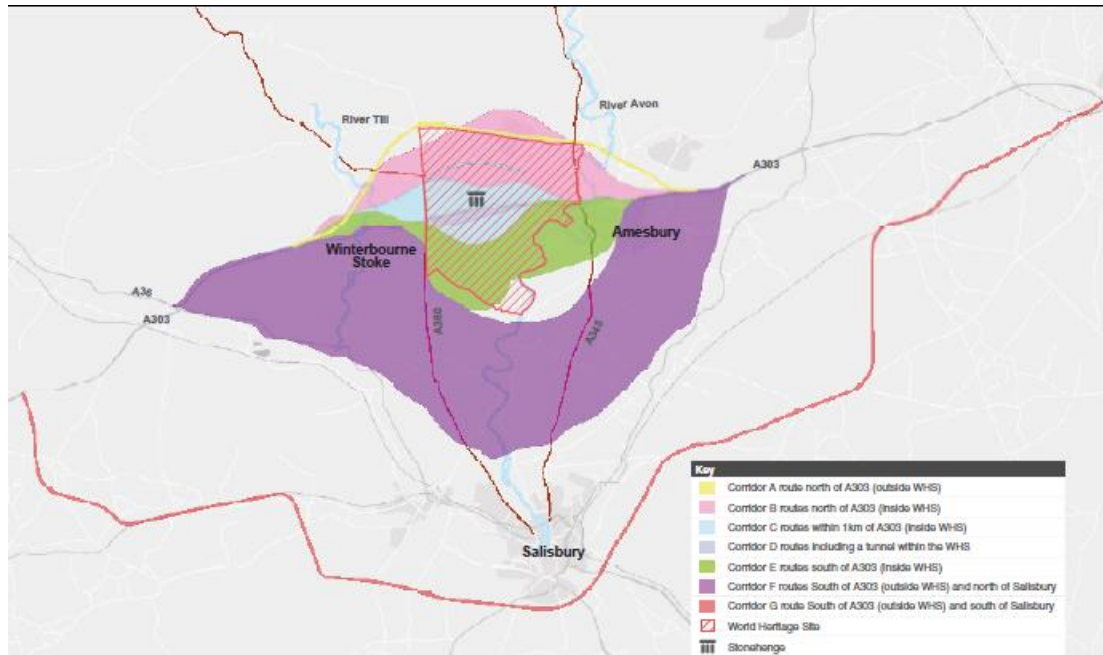 River Till
River Avon
A303
Winterbourne
Stoke
Amesbury
A36
A303
A360
A345
Salisbury
Key
Corridor A route north of A303 (outside WHS)
Corridor B routes north of A303 (inside WHS)
Corridor C routes within 1km of A303 (inside WHS)
Corridor D routes including a tunnel within the WHS
Corridor E routes south of A303 (inside WHS)
Corridor F routes South of A303 (outside WHS) and north of Salisbury
Corridor G route South of A303 (outside WHS) and south of Salisbury
World Heritage Site
Stonehenge